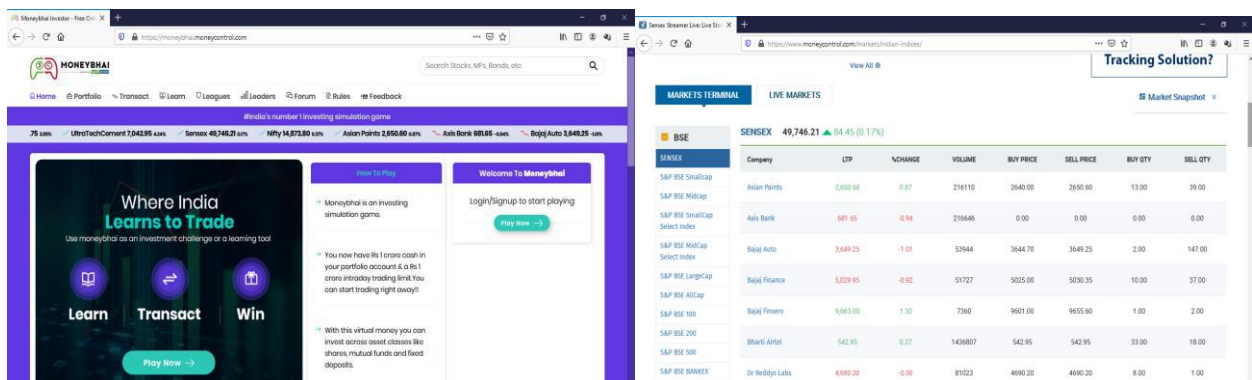 Moneybhai Investor - Free Onli
https://moneybhai.moneycontrol.com
MONEYBHAI
Search Stocks, MFs, Bonds, etc
Home Portfolio Transact Learn Leagues Leaders Forum Rules Feedback
#India's number 1 investing simulation game
.75 UltraTechCement 7,042.95 Sensex 49,746.21 0.17% Nifty 14,873.80 Asian Paints 2,650.60 0.87% Axis Bank 681.65 -0.94% Bajaj Auto 3,649.25
Where India
Learns to Trade
Use moneybhai as an investment challenge or a learning tool
Learn Transact Win
Play Now
How To Play
Moneybhai is an investing
simulation game.
You now have Rs 1 crore cash in
your portfolio account & a Rs 1
crore intraday trading limit.You
can start trading right away!!
With this virtual money you can
invest across asset classes like
shares, mutual funds and fixed
deposits.
Welcome To Moneybhai
Login/Signup to start playing
Play Now
Sensex Streamer Live: Live Stoc
https://www.moneycontrol.com/markets/indian-indices/
View All
Tracking Solution?
MARKETS TERMINAL LIVE MARKETS
Market Snapshot
BSE
SENSEX
S&P BSE Smallcap
S&P BSE Midcap
S&P BSE SmallCap
Select Index
S&P BSE MidCap
Select Index
S&P BSE LargeCap
S&P BSE AllCap
S&P BSE 100
S&P BSE 200
S&P BSE 500
S&P BSE BANKEX
SENSEX 49,746.21 84.45 (0.17%)
Company LTP %CHANGE VOLUME BUY PRICE SELL PRICE BUY QTY SELL QTY
Asian Paints 2,650.60 0.87 216110 2640.00 2650.60 13.00 39.00
Axis Bank 681.65 -0.94 216646 0.00 0.00 0.00 0.00
Bajaj Auto 3,649.25 -1.01 53944 3644.70 3649.25 2.00 147.00
Bajaj Finance 5,029.95 -0.92 51727 5025.00 5030.35 10.00 37.00
Bajaj Finserv 9,663.00 1.30 7360 9601.00 9655.60 1.00 2.00
Bharti Airtel 542.95 0.27 1436807 542.95 542.95 33.00 18.00
Dr Reddys Labs 4,690.20 -0.00 81023 4690.20 4690.20 8.00 1.00